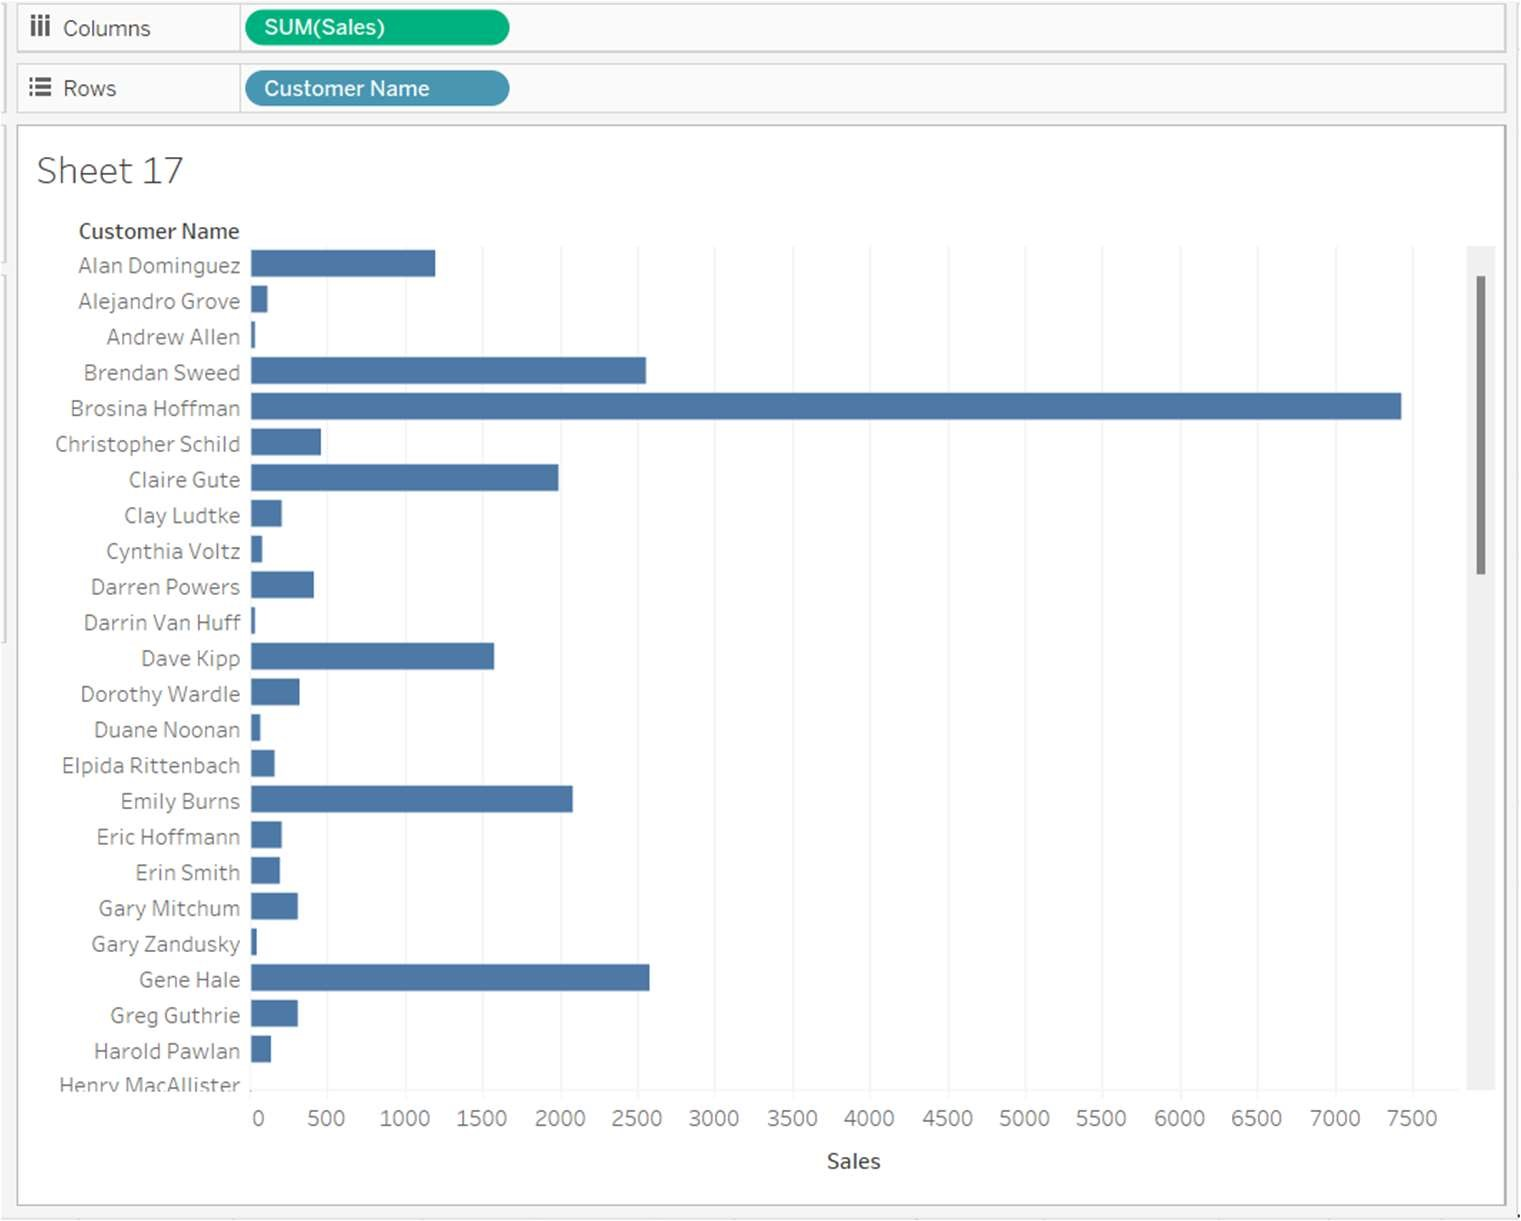 Columns SUM(Sales)
Rows Customer Name
Sheet 17
Customer Name
Alan Dominguez
Alejandro Grove
Andrew Allen
Brendan Sweed
Brosina Hoffman
Christopher Schild
Claire Gute
Clay Ludtke
Cynthia Voltz
Darren Powers
Darrin Van Huff
Dave Kipp
Dorothy Wardle
Duane Noonan
Elpida Rittenbach
Emily Burns
Eric Hoffmann
Erin Smith
Gary Mitchum
Gary Zandusky
Gene Hale
Greg Guthrie
Harold Pawlan
Henry MacAllister
0 500 1000 1500 2000 2500 3000 3500 4000 4500 5000 5500 6000 6500 7000 7500
Sales